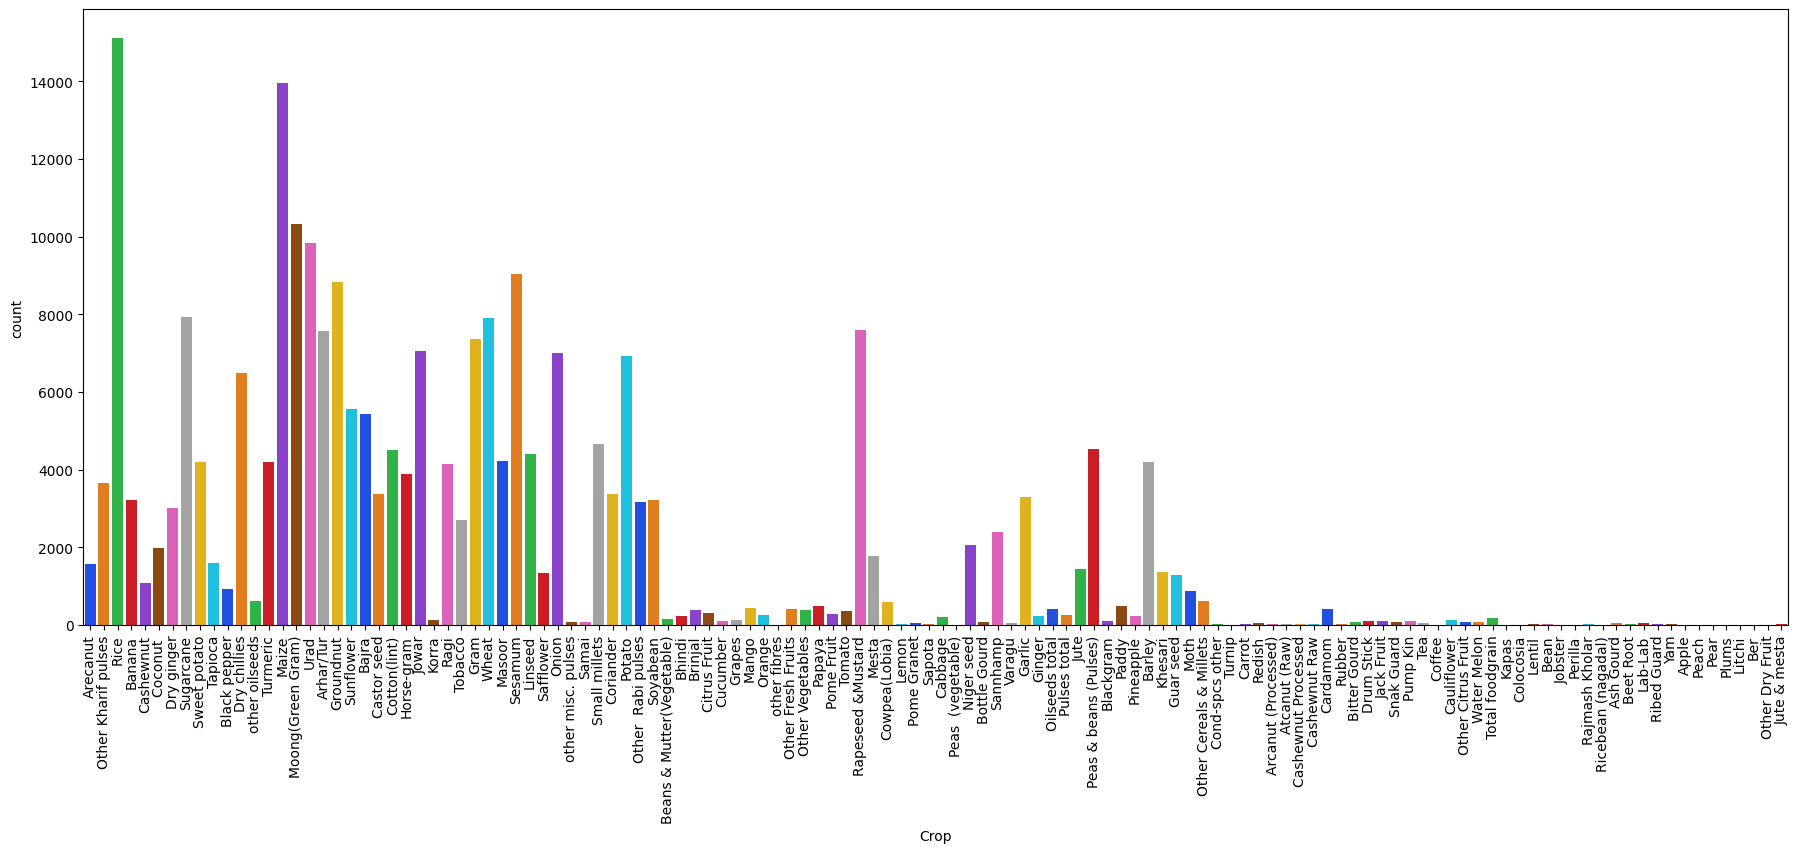 14000
12000
10000
8000
6000
4000
2000
0
count
Arecanut
Other Kharif pulses
Rice
Banana
Cashewnut
Coconut
Dry ginger
Sugarcane
Sweet potato
Tapioca
Black pepper
Dry chillies
other oilseeds
Turmeric
Maize
Moong(Green Gram)
Urad
Arhar/Tur
Groundnut
Sunflower
Bajra
Castor seed
Cotton(lint)
Horse-gram
Jowar
Korra
Ragi
Tobacco
Gram
Wheat
Masoor
Sesamum
Linseed
Safflower
Onion
other misc. pulses
Samai
Small millets
Coriander
Potato
Other  Rabi pulses
Soyabean
Beans & Mutter(Vegetable)
Bhindi
Brinjal
Citrus Fruit
Cucumber
Grapes
Mango
Orange
other fibres
Other Fresh Fruits
Other Vegetables
Papaya
Pome Fruit
Tomato
Rapeseed &Mustard
Mesta
Cowpea(Lobia)
Lemon
Pome Granet
Sapota
Cabbage
Peas  (vegetable)
Niger seed
Bottle Gourd
Sannhamp
Varagu
Garlic
Ginger
Oilseeds total
Pulses total
Jute
Peas & beans (Pulses)
Blackgram
Paddy
Pineapple
Barley
Khesari
Guar seed
Moth
Other Cereals & Millets
Cond-spcs other
Turnip
Carrot
Redish
Arcanut (Processed)
Atcanut (Raw)
Cashewnut Processed
Cashewnut Raw
Cardamom
Rubber
Bitter Gourd
Drum Stick
Jack Fruit
Snak Guard
Pump Kin
Tea
Coffee
Cauliflower
Other Citrus Fruit
Water Melon
Total foodgrain
Kapas
Colocosia
Lentil
Bean
Jobster
Perilla
Rajmash Kholar
Ricebean (nagadal)
Ash Gourd
Beet Root
Lab-Lab
Ribed Guard
Yam
Apple
Peach
Pear
Plums
Litchi
Ber
Other Dry Fruit
Jute & mesta
Crop